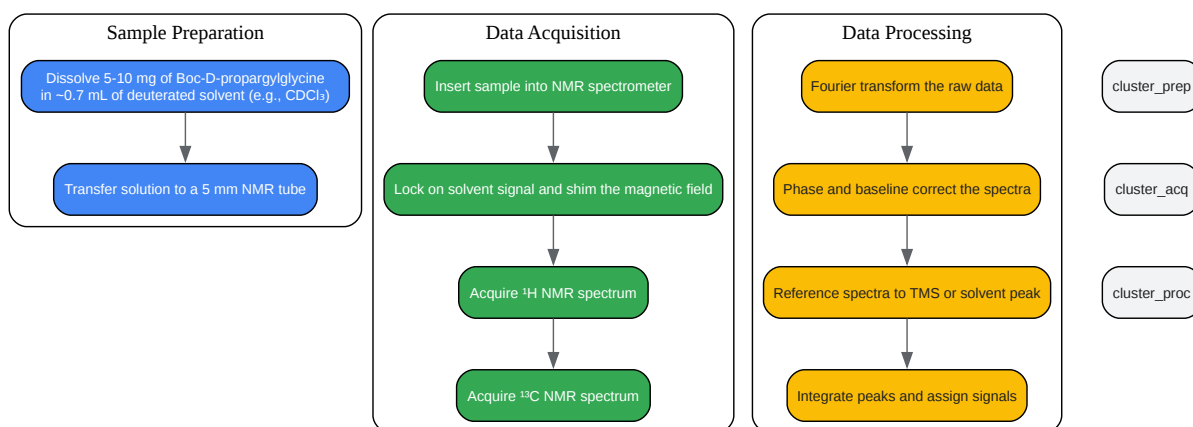 Sample Preparation
Dissolve 5-10 mg of Boc-D-propargylglycine
in ~0.7 mL of deuterated solvent (e.g., CDCl₃)
Transfer solution to a 5 mm NMR tube
Data Acquisition
Insert sample into NMR spectrometer
Lock on solvent signal and shim the magnetic field
Acquire ¹H NMR spectrum
Acquire ¹³C NMR spectrum
Data Processing
Fourier transform the raw data
Phase and baseline correct the spectra
Reference spectra to TMS or solvent peak
Integrate peaks and assign signals
cluster_prep
cluster_acq
cluster_proc